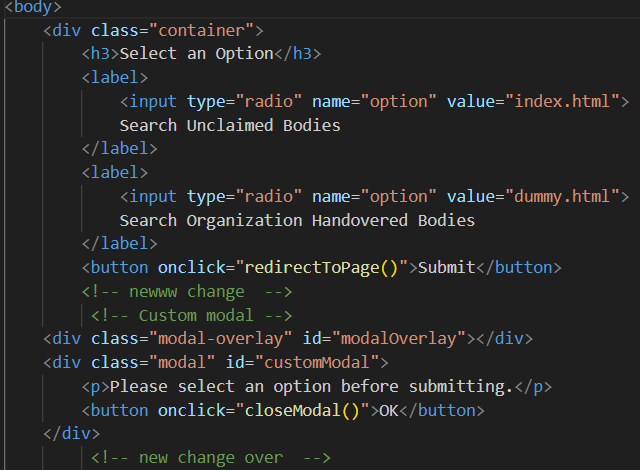 <body>
<div class="container">
<h3>Select an Option</h3>
<label>
<input type="radio" name="option" value="index.html">
Search Unclaimed Bodies
</label>
<label>
<input type="radio" name="option" value="dummy.html">
Search Organization Handovered Bodies
</label>
<button onclick="redirectToPage()">Submit</button>
<!-- newww change  -->
<!-- Custom modal -->
<div class="modal-overlay" id="modalOverlay"></div>
<div class="modal" id="customModal">
<p>Please select an option before submitting.</p>
<button onclick="closeModal()">OK</button>
</div>
<!-- new change over  -->